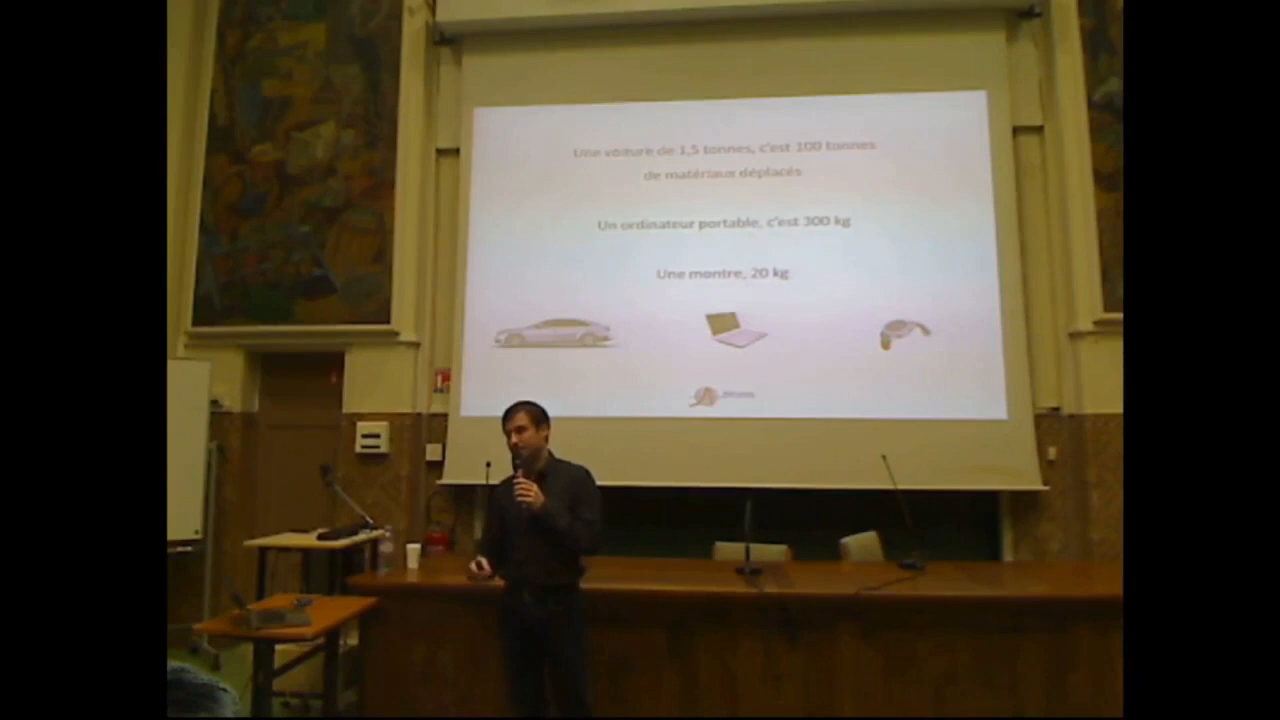 Une voiture de 1,5 tonnes, c'est 100 tonnes
de matériaux déplacés
Un ordinateur portable, c'est 300 kg
Une montre, 20 kg